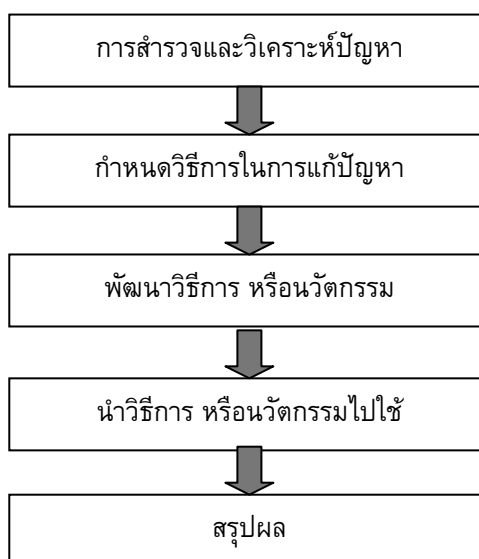 การสำรวจและวิเคราะห์ปัญหา
กำหนดวิธีการในการแก้ปัญหา
พัฒนาวิธีการ หรือนวัตกรรม
นำวิธีการ หรือนวัตกรรมไปใช้
สรุปผล